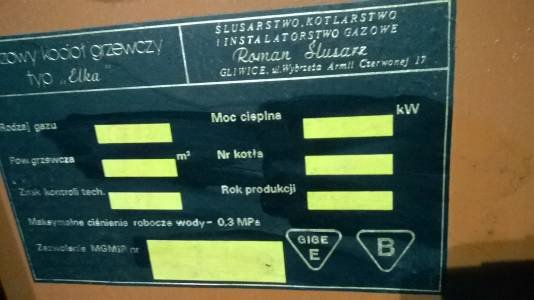 zowy kocioł grzewczy
typ „Elka”
ŚLUSARSTWO, KOTLARSTWO
I INSTALATORSTWO GAZOWE
Roman Ślusarz
GLIWICE, ul. Wybrzeża Armii Czerwonej 17
Rodzaj gazu
Moc cieplna kW
Pow. grzewcza m²
Nr kotła
Znak kontroli tech.
Rok produkcji
Maksymalne ciśnienie robocze wody - 0,3 MPa
Zezwolenie MGMiP nr
GIGE
E
B